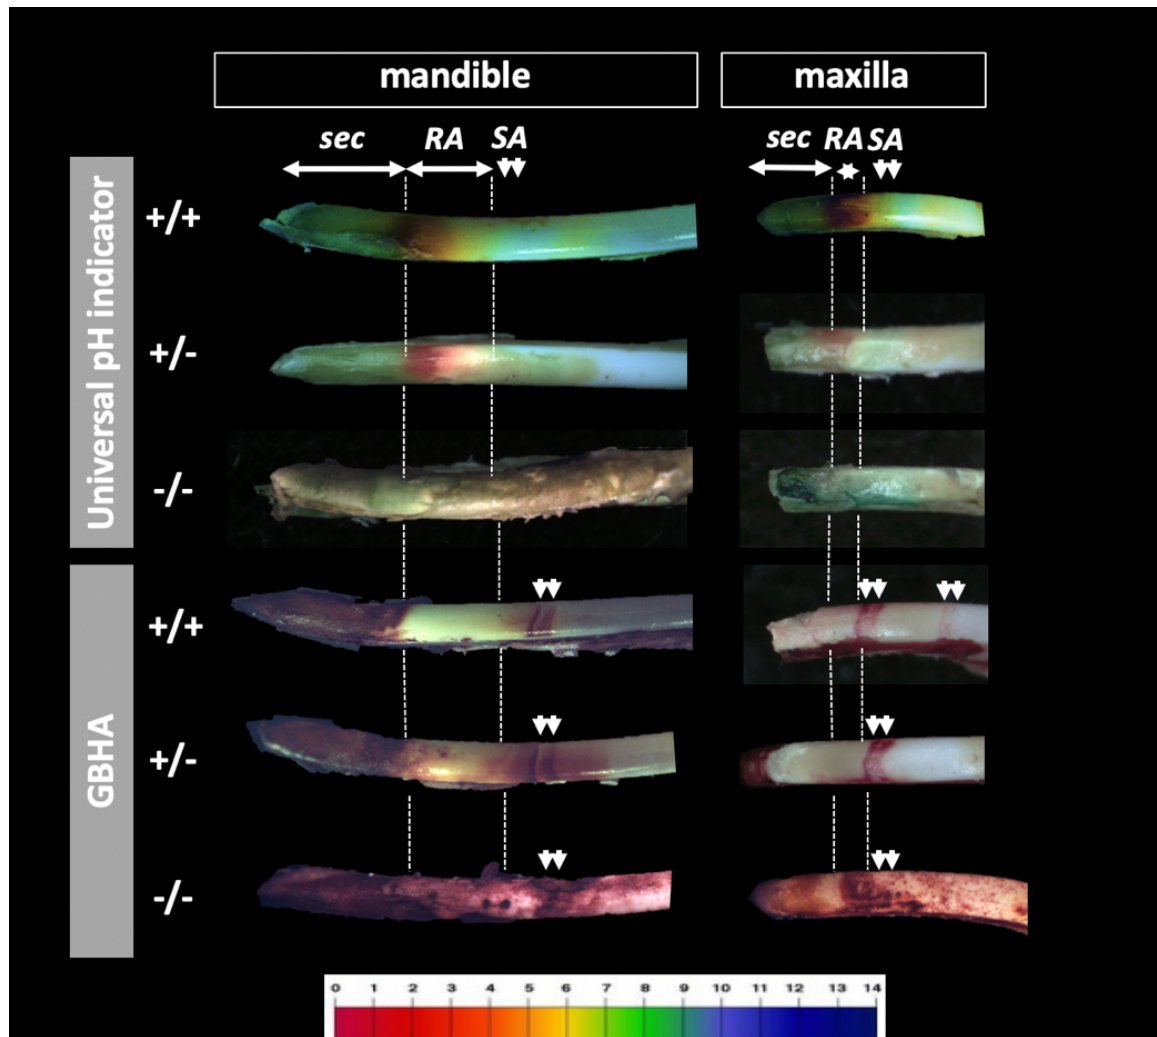 mandible maxilla
sec RA SA sec RA SA
Universal pH indicator
+/+
+/-
-/-
GBHA
+/+
+/-
-/-
0 1 2 3 4 5 6 7 8 9 10 11 12 13 14